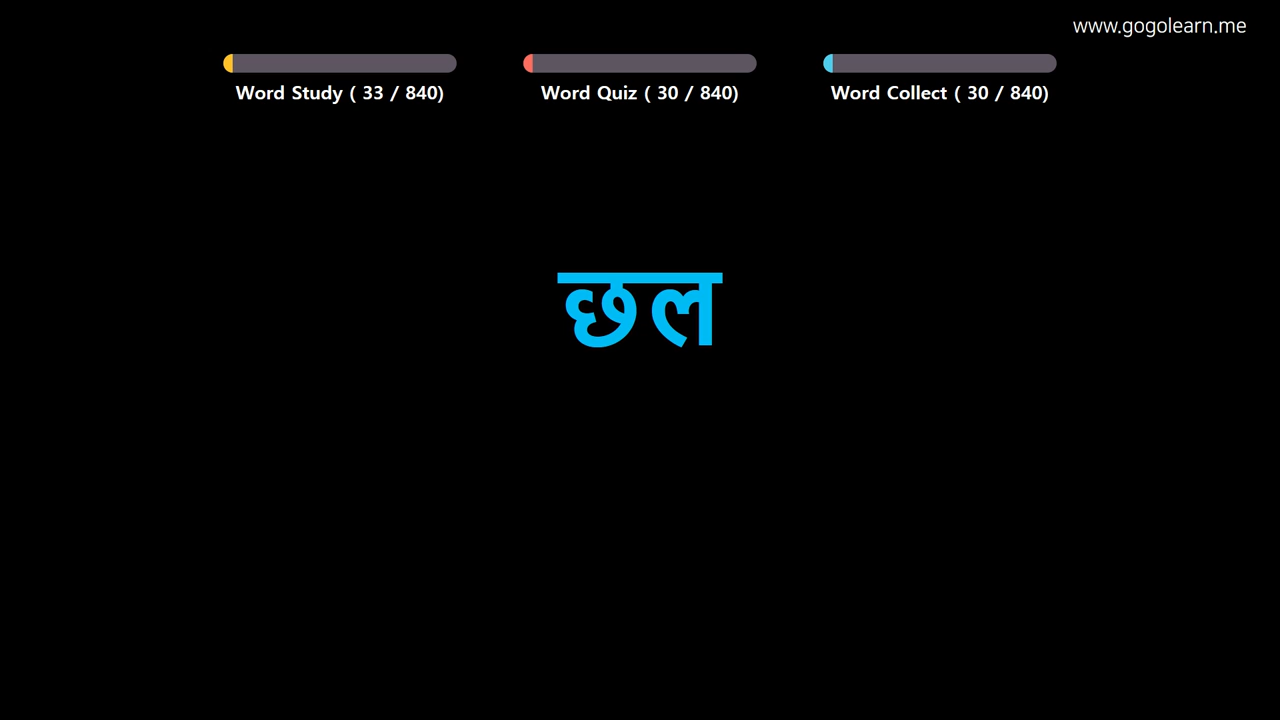 www.gogolearn.me
Word Study ( 33 / 840)
Word Quiz ( 30 / 840)
Word Collect ( 30 / 840)
छल